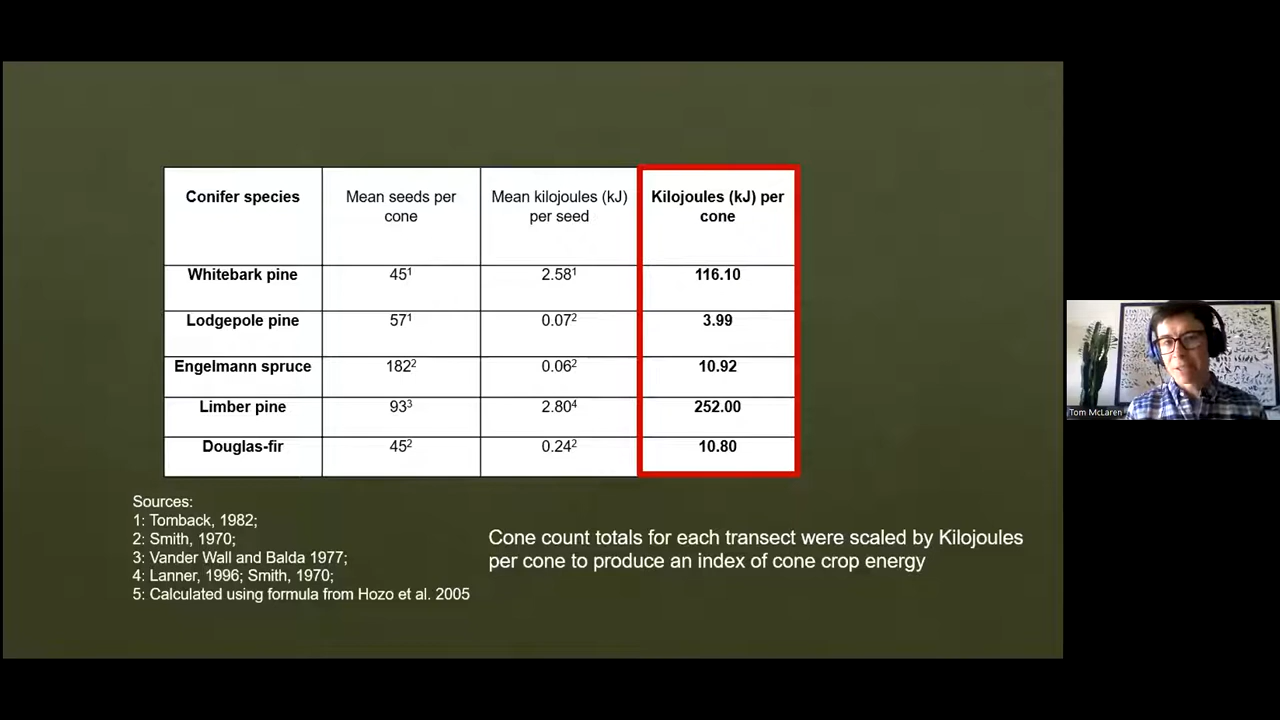 Conifer species
Mean seeds per
cone
Mean kilojoules (kJ)
per seed
Kilojoules (kJ) per
cone
Whitebark pine 45¹ 2.58¹ 116.10
Lodgepole pine 57¹ 0.07² 3.99
Engelmann spruce 182² 0.06² 10.92
Limber pine 93³ 2.80⁴ 252.00
Douglas-fir 45² 0.24² 10.80
Sources:
1: Tomback, 1982;
2: Smith, 1970;
3: Vander Wall and Balda 1977;
4: Lanner, 1996; Smith, 1970;
5: Calculated using formula from Hozo et al. 2005
Cone count totals for each transect were scaled by Kilojoules
per cone to produce an index of cone crop energy
Tom McLaren